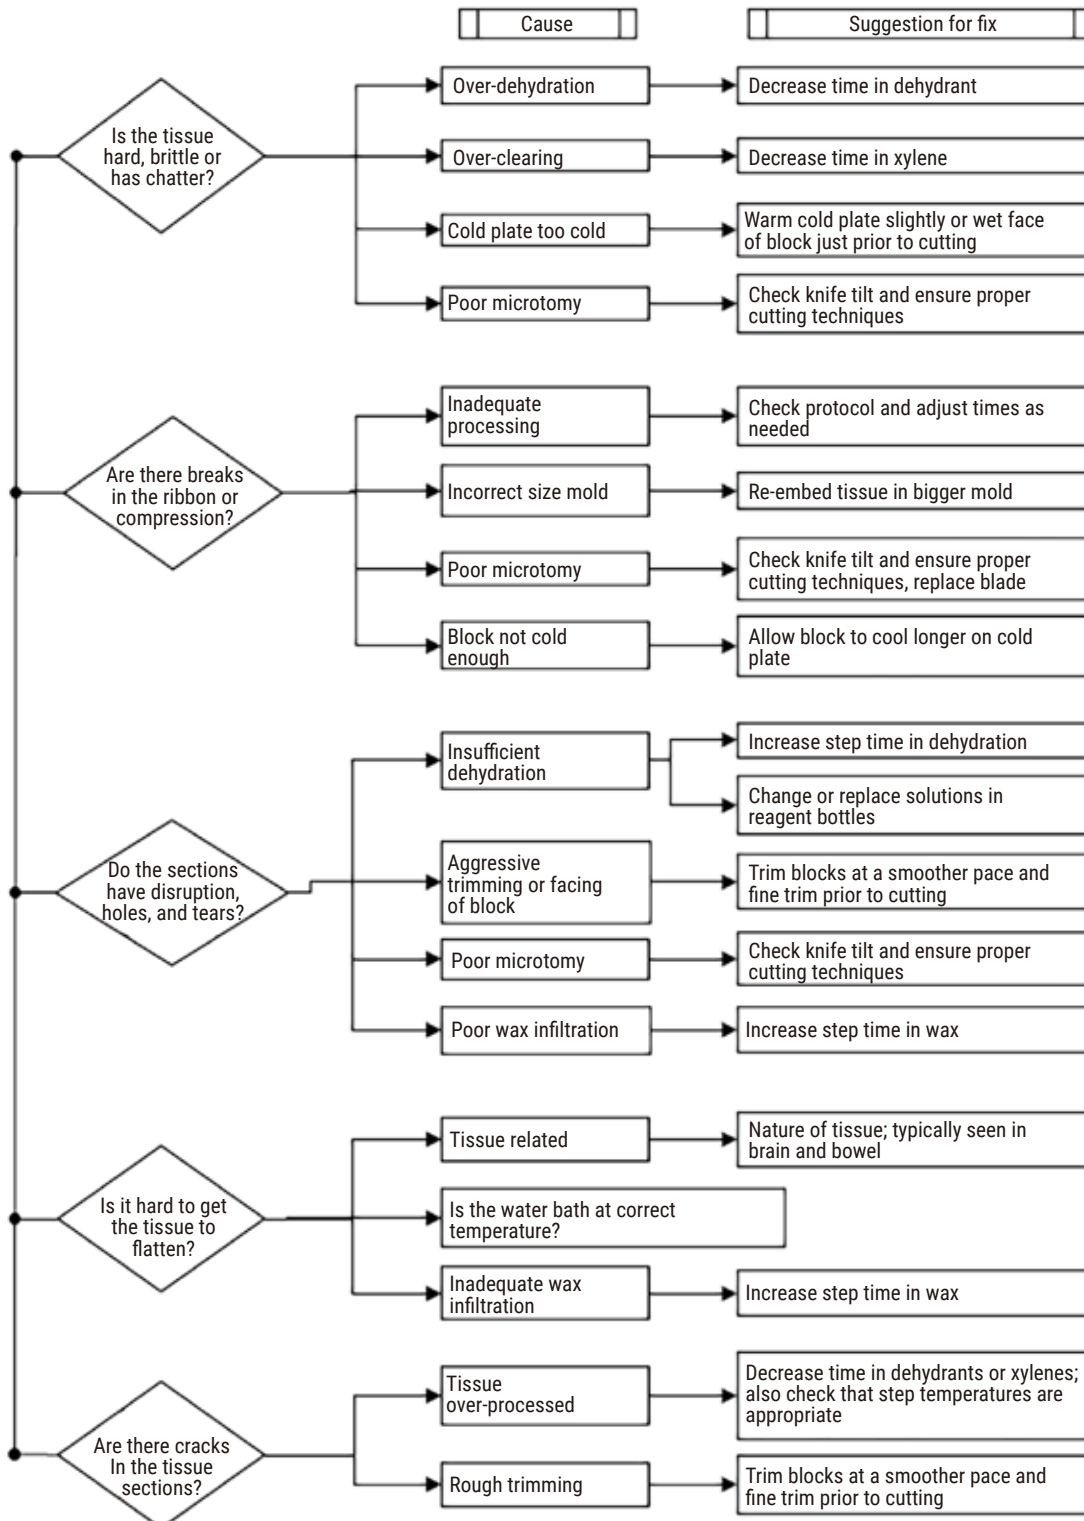 Cause
Suggestion for fix
Is the tissue
hard, brittle or
has chatter?
Over-dehydration
Decrease time in dehydrant
Over-clearing
Decrease time in xylene
Cold plate too cold
Warm cold plate slightly or wet face
of block just prior to cutting
Poor microtomy
Check knife tilt and ensure proper
cutting techniques
Are there breaks
in the ribbon or
compression?
Inadequate
processing
Check protocol and adjust times as
needed
Incorrect size mold
Re-embed tissue in bigger mold
Poor microtomy
Check knife tilt and ensure proper
cutting techniques, replace blade
Block not cold
enough
Allow block to cool longer on cold
plate
Do the sections
have disruption,
holes, and tears?
Insufficient
dehydration
Increase step time in dehydration
Change or replace solutions in
reagent bottles
Aggressive
trimming or facing
of block
Trim blocks at a smoother pace and
fine trim prior to cutting
Poor microtomy
Check knife tilt and ensure proper
cutting techniques
Poor wax infiltration
Increase step time in wax
Is it hard to get
the tissue to
flatten?
Tissue related
Nature of tissue; typically seen in
brain and bowel
Is the water bath at correct
temperature?
Inadequate wax
infiltration
Increase step time in wax
Are there cracks
In the tissue
sections?
Tissue
over-processed
Decrease time in dehydrants or xylenes;
also check that step temperatures are
appropriate
Rough trimming
Trim blocks at a smoother pace and
fine trim prior to cutting